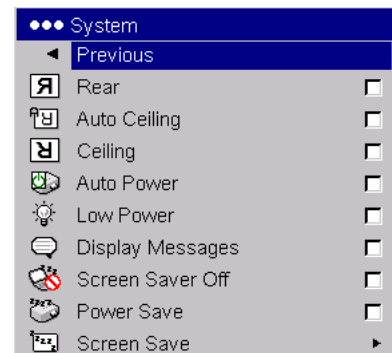 System
Previous
Rear
Auto Ceiling
Ceiling
Auto Power
Low Power
Display Messages
Screen Saver Off
Power Save
Screen Save